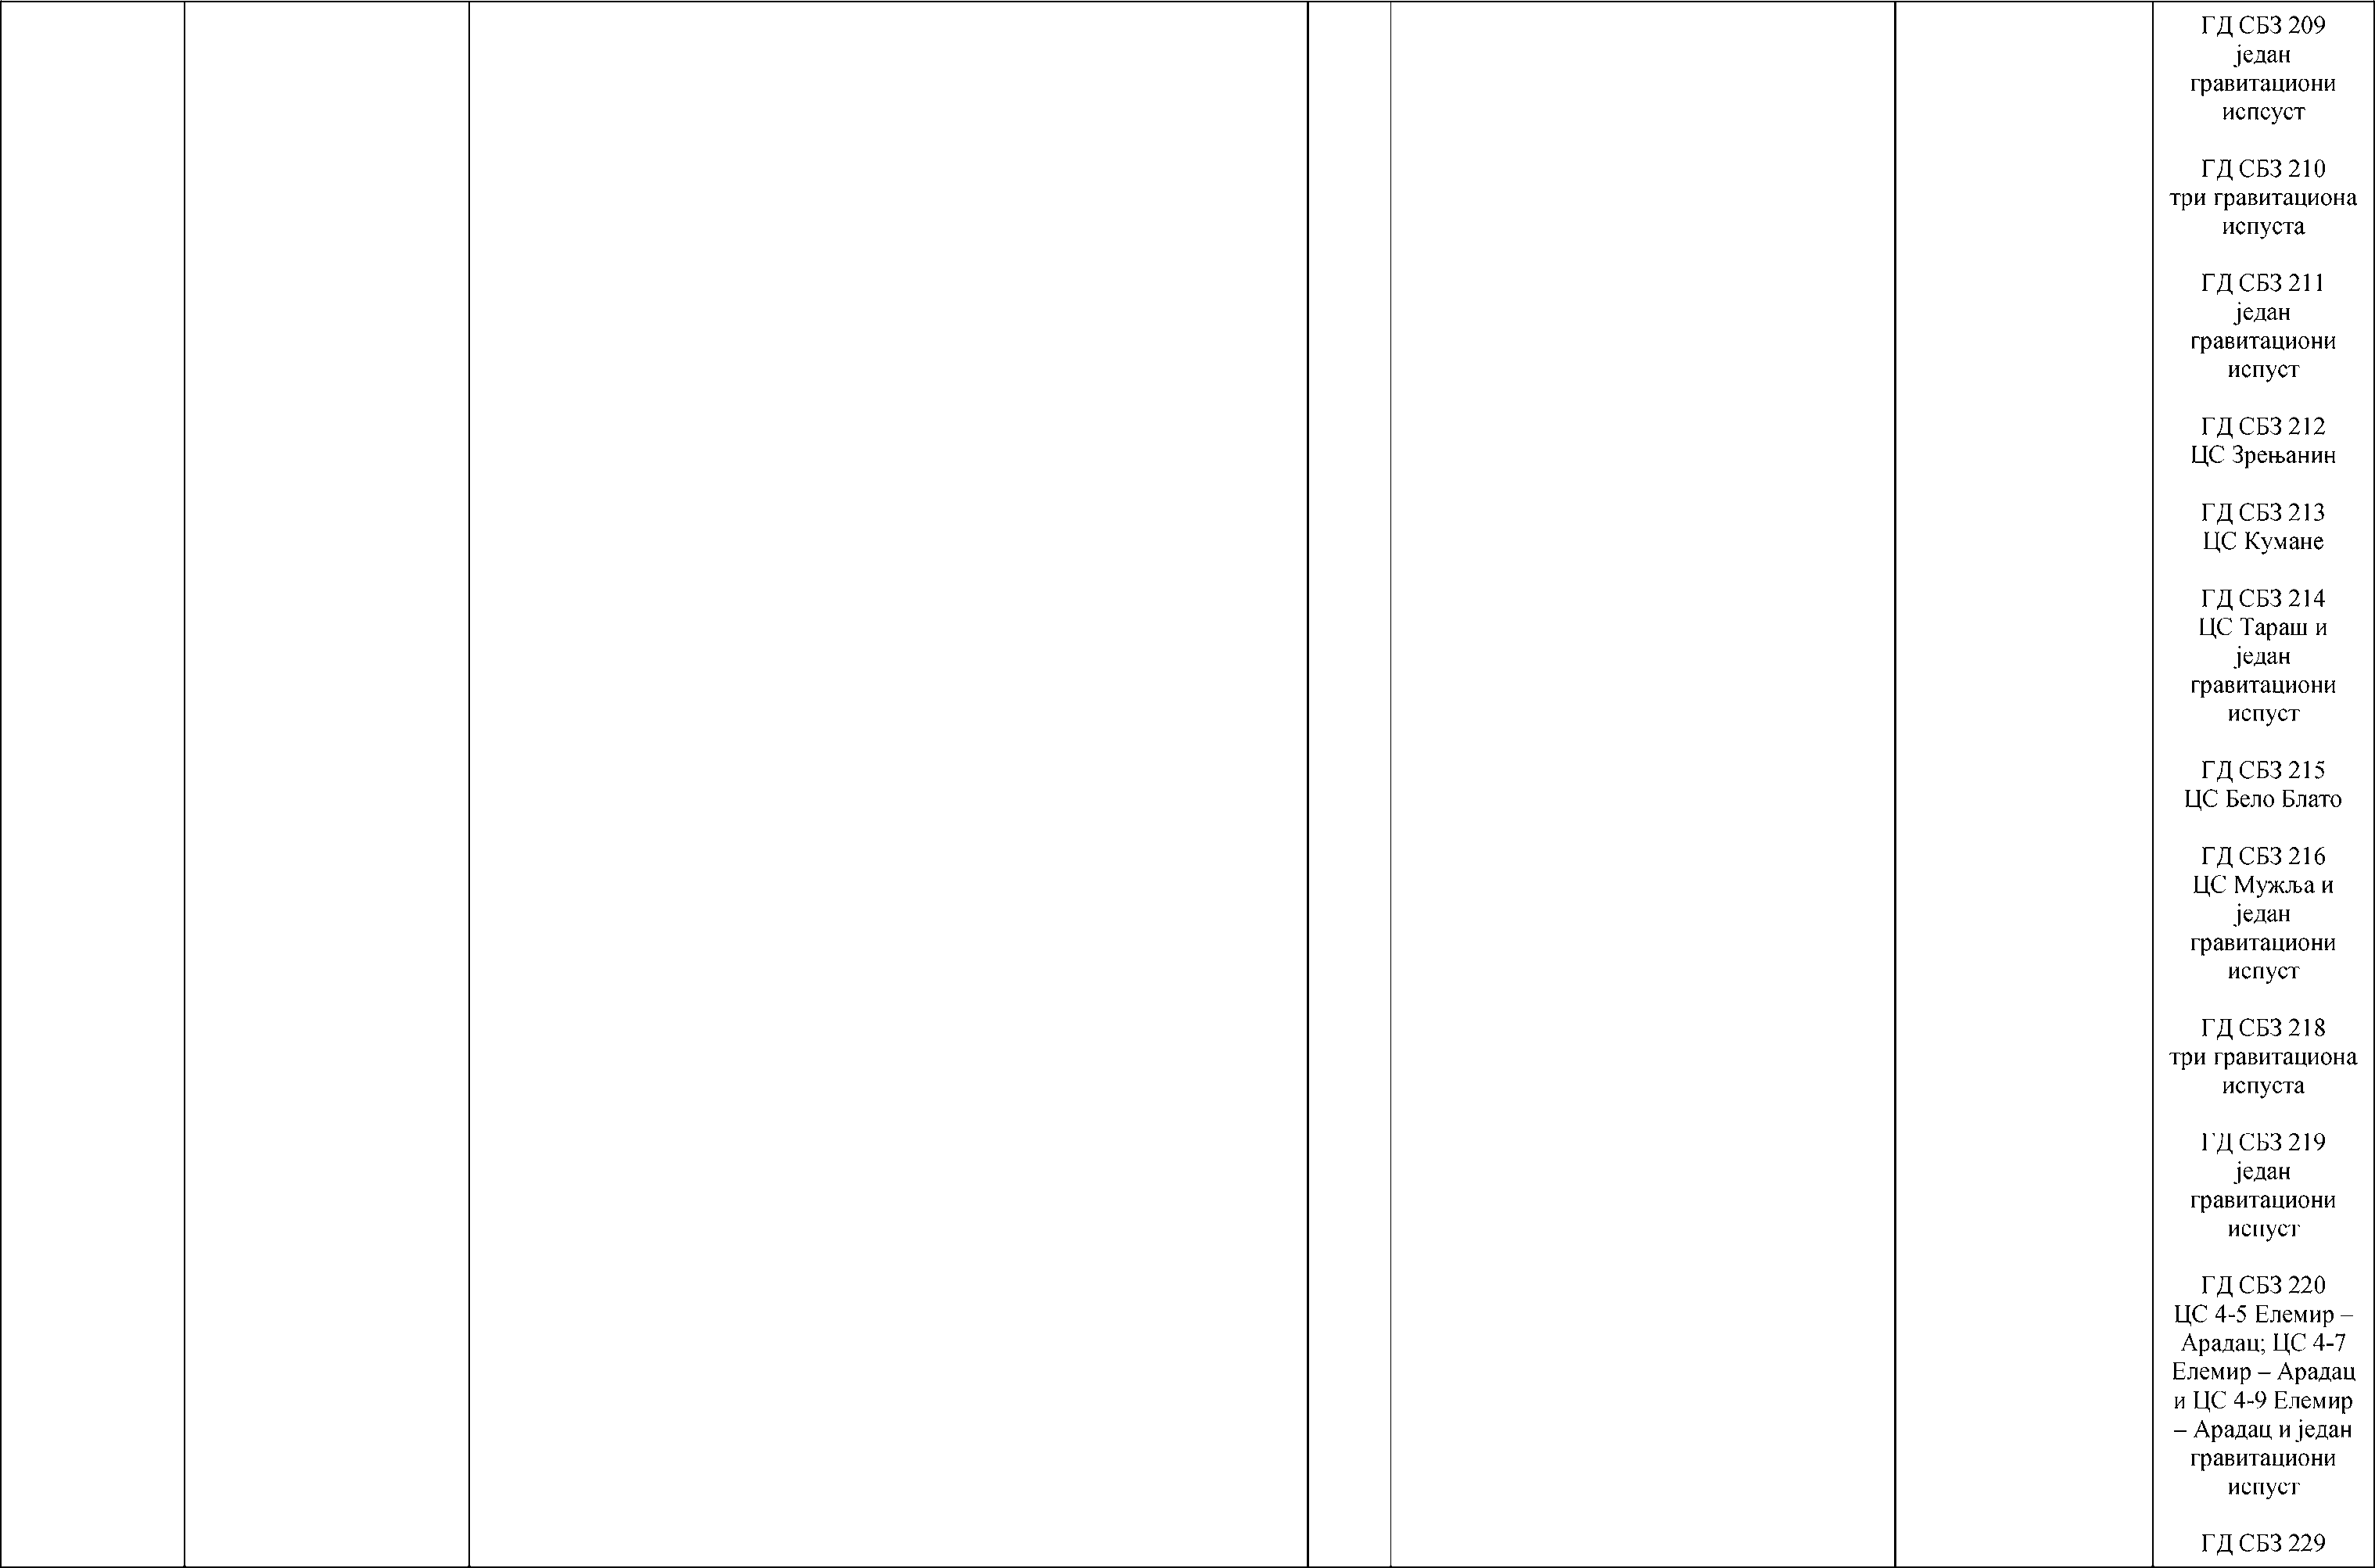 ГД СБЗ 209
један
гравитациони
испсуст
ГД СБЗ 210
три гравитациона
испуста
ГД СБЗ 211
један
гравитациони
испуст
ГД СБЗ 212
ЦС Зрењанин
ГД СБЗ 213
ЦС Кумане
ГД СБЗ 214
ЦС Тараш и
један
гравитациони
испуст
ГД СБЗ 215
ЦС Бело Блато
ГД СБЗ 216
ЦС Мужља и
један
гравитациони
испуст
ГД СБЗ 218
три гравитациона
испуста
ГД СБЗ 219
један
гравитациони
испуст
ГД СБЗ 220
ЦС 4-5 Елемир –
Арадац; ЦС 4-7
Елемир – Арадац
и ЦС 4-9 Елемир
– Арадац и један
гравитациони
испуст
ГД СБЗ 229